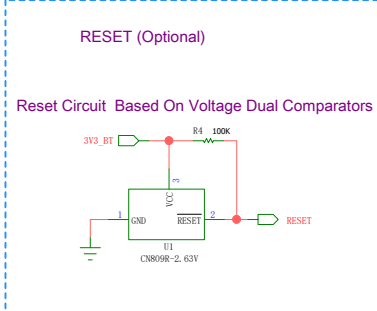 RESET (Optional)
Reset Circuit Based On Voltage Dual Comparators
R4 100K
3V3_BT
3
VCC
1 GND RESET 2 RESET
U1
CN809R-2.63V